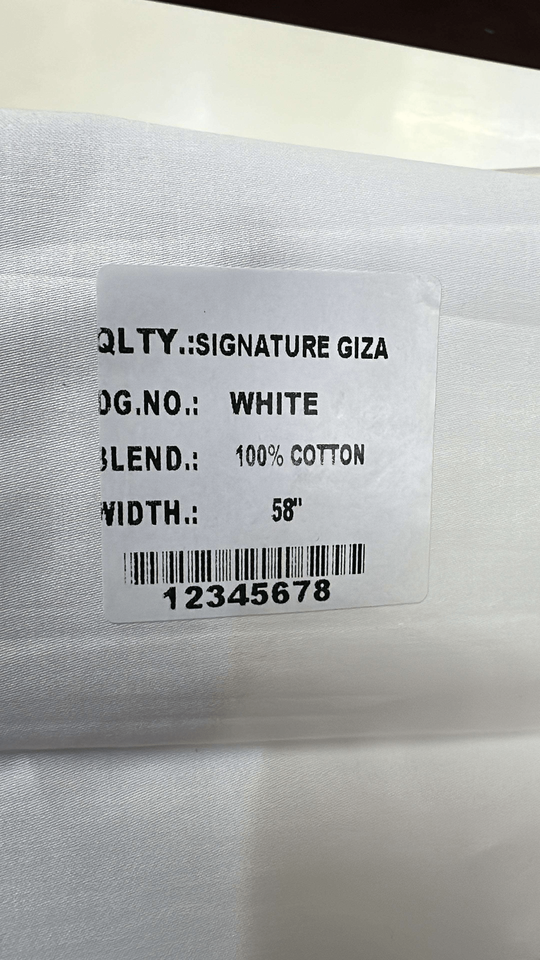 QLTY.:SIGNATURE GIZA
DG.NO.: WHITE
BLEND.: 100% COTTON
WIDTH.: 58"
12345678